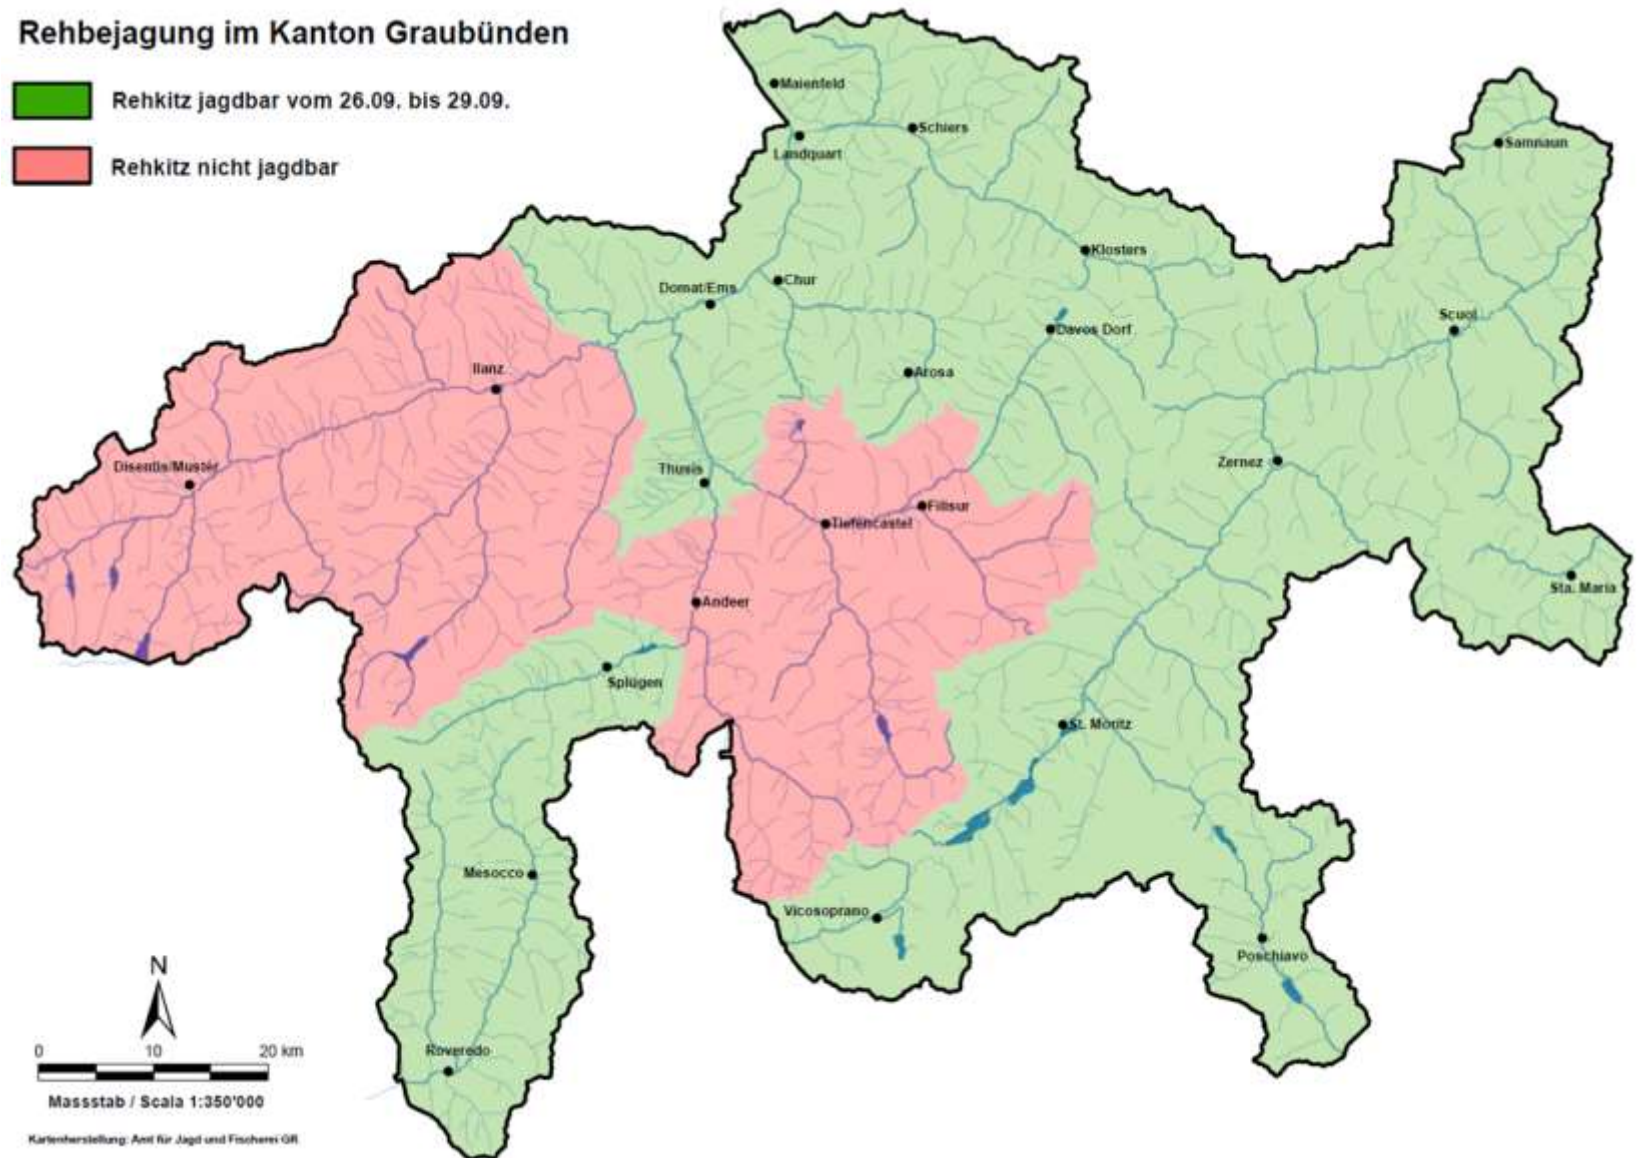 Rehbejagung im Kanton Graubünden
Rehkitz jagdbar vom 26.09. bis 29.09.
Rehkitz nicht jagdbar
Maienfeld
Schiers
Landquart
Samnaun
Klosters
Chur
Domat/Ems
Davos Dorf
Scuol
Ilanz
Arosa
Disentis/Mustér
Thusis
Zernez
Filisur
Tiefencastel
Sta. Maria
Andeer
Splügen
St. Moritz
Mesocco
Vicosoprano
Poschiavo
N
0 10 20 km
Roveredo
Massstab / Scala 1:350'000
Kartenherstellung: Amt für Jagd und Fischerei GR